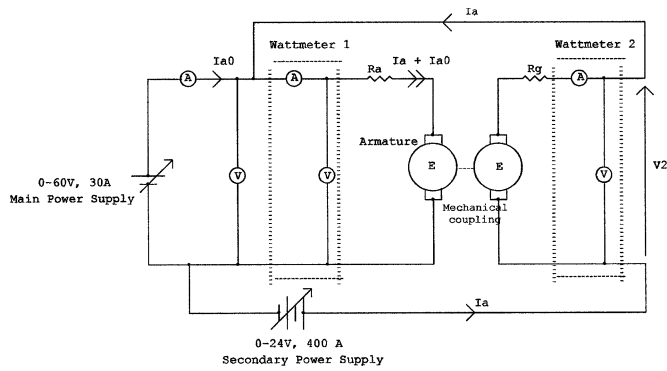 Ia
Wattmeter 1
Wattmeter 2
Ia0
Ra
Ia + Ia0
Rg
A
A
A
Armature
E
E
V
V
V
V2
0-60V, 30A
Main Power Supply
Mechanical
coupling
Ia
0-24V, 400 A
Secondary Power Supply